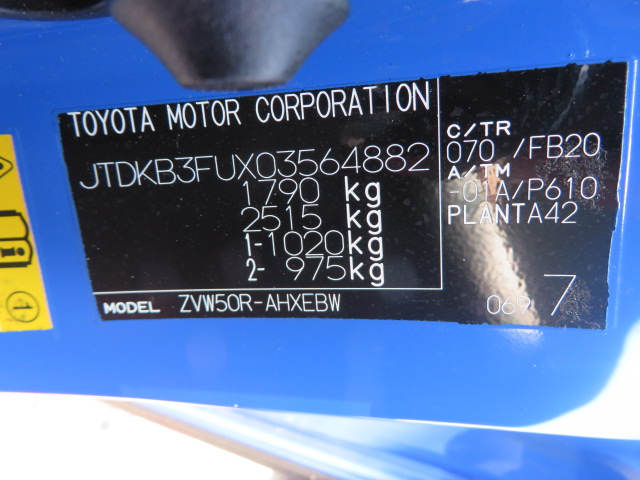 TOYOTA MOTOR CORPORATION
JTDKB3FUX03564882
1790 kg
2515 kg
1-1020kg
2- 975kg
MODEL ZVW50R-AHXEBW
C/TR
070 /FB20
A/TM
-01A/P610
PLANTA42
069 7